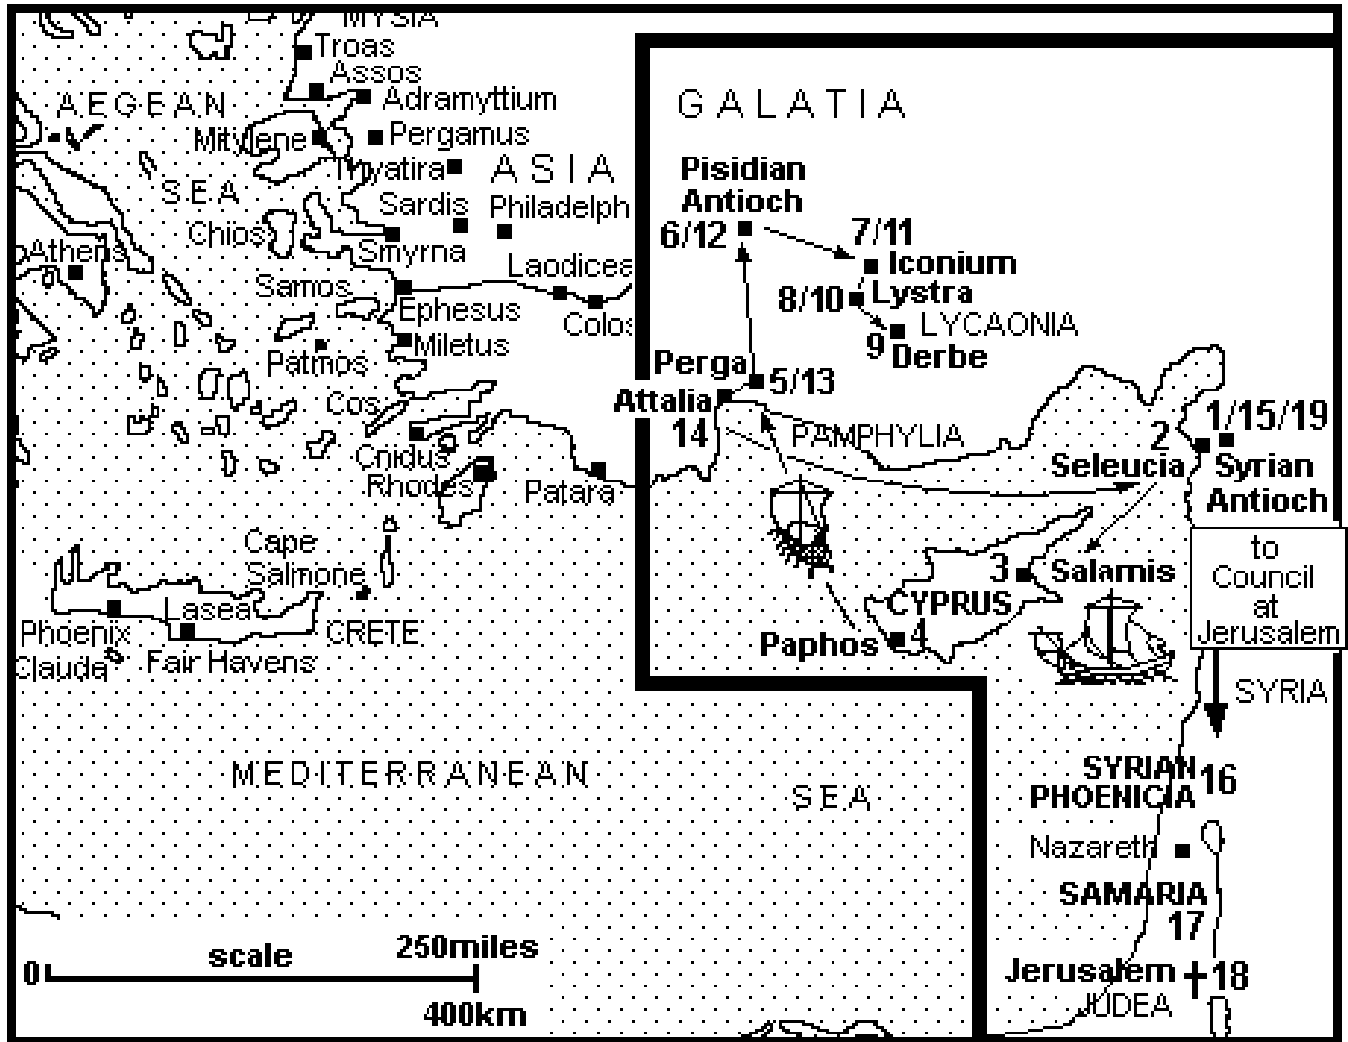 MYSIA
Troas
Assos
AEGEAN
Adramyttium
GALATIA
Mitylene
Pergamus
Thyatira
ASIA
Pisidian
Antioch
SEA
Sardis
Philadelph
6/12
7/11
Chios
Smyrna
Athens
Laodicea
Iconium
Samos
8/10
Lystra
Ephesus
Colos
LYCAONIA
Miletus
9
Derbe
Patmos
Perga
5/13
Cos
Attalia
14
PAMPHYLIA
2
1/15/19
Cnidus
Seleucia
Syrian
Antioch
Rhodes
Patara
Cape
Salmone
to
Council
at
Jerusalem
3
Salamis
Lasea
CYPRUS
Phoenix
CRETE
Paphos
4
Clauda
Fair Havens
SYRIA
MEDITERRANEAN
SEA
SYRIAN
PHOENICIA
16
Nazareth
SAMARIA
17
scale
250miles
0
400km
Jerusalem
18
JUDEA